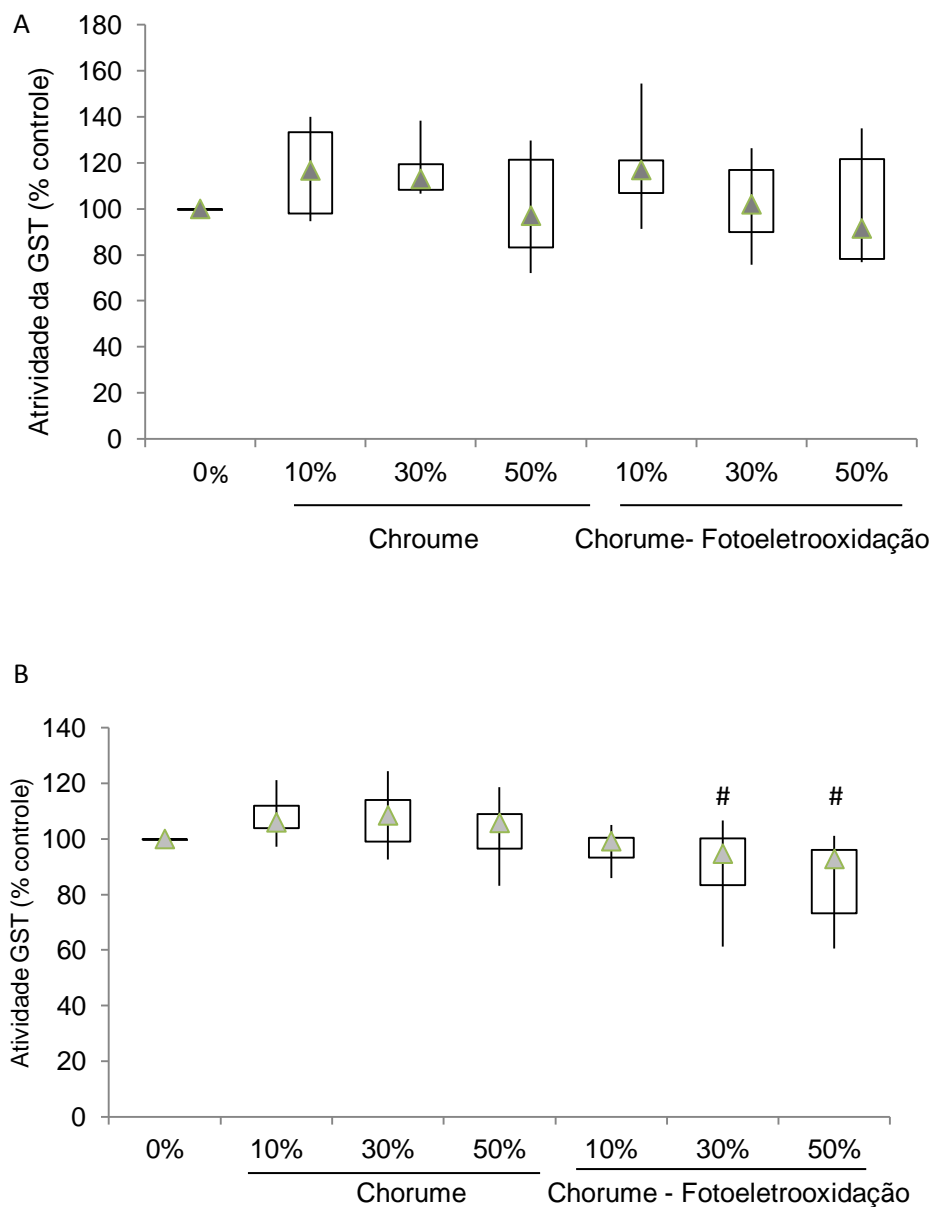 A
Atrividade da GST (% controle)
180
160
140
120
100
80
60
40
20
0
0% 10% 30% 50% 10% 30% 50%
Chroume Chorume- Fotoeletrooxidação
B
Atividade GST (% controle)
140
120
100
80
60
40
20
0
# #
0% 10% 30% 50% 10% 30% 50%
Chorume Chorume - Fotoeletrooxidação